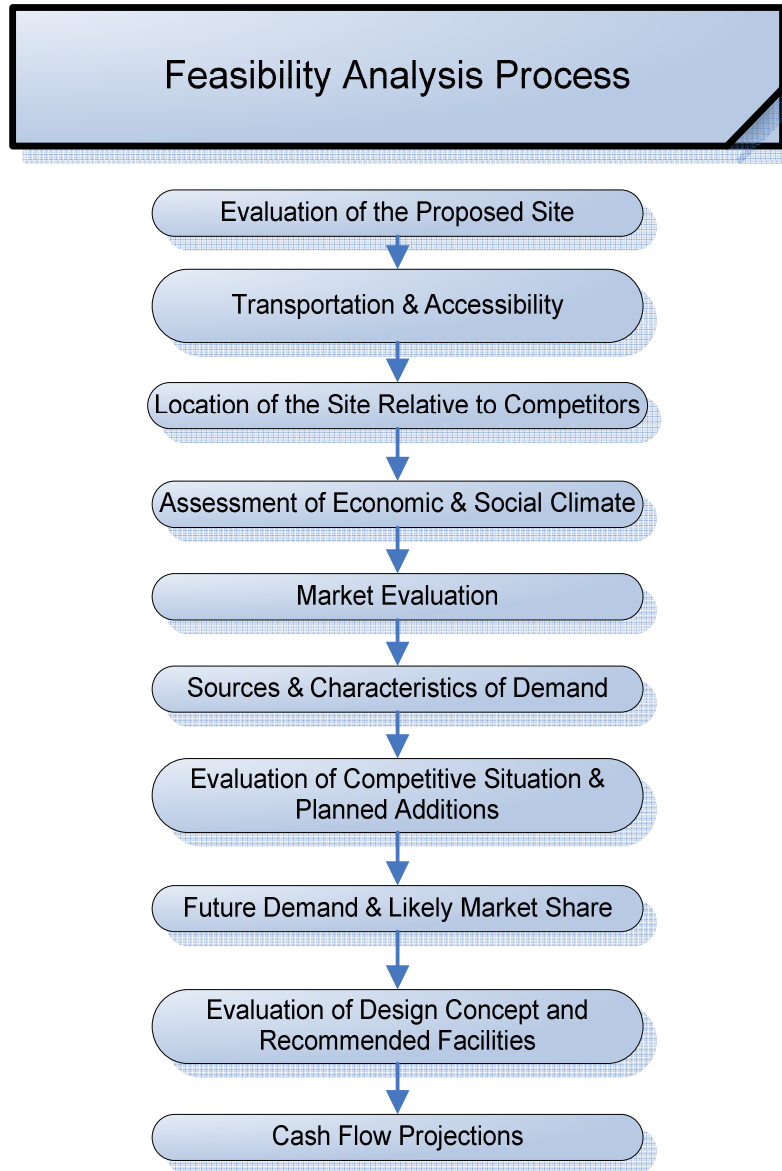 Feasibility Analysis Process
Evaluation of the Proposed Site
Transportation & Accessibility
Location of the Site Relative to Competitors
Assessment of Economic & Social Climate
Market Evaluation
Sources & Characteristics of Demand
Evaluation of Competitive Situation &
Planned Additions
Future Demand & Likely Market Share
Evaluation of Design Concept and
Recommended Facilities
Cash Flow Projections